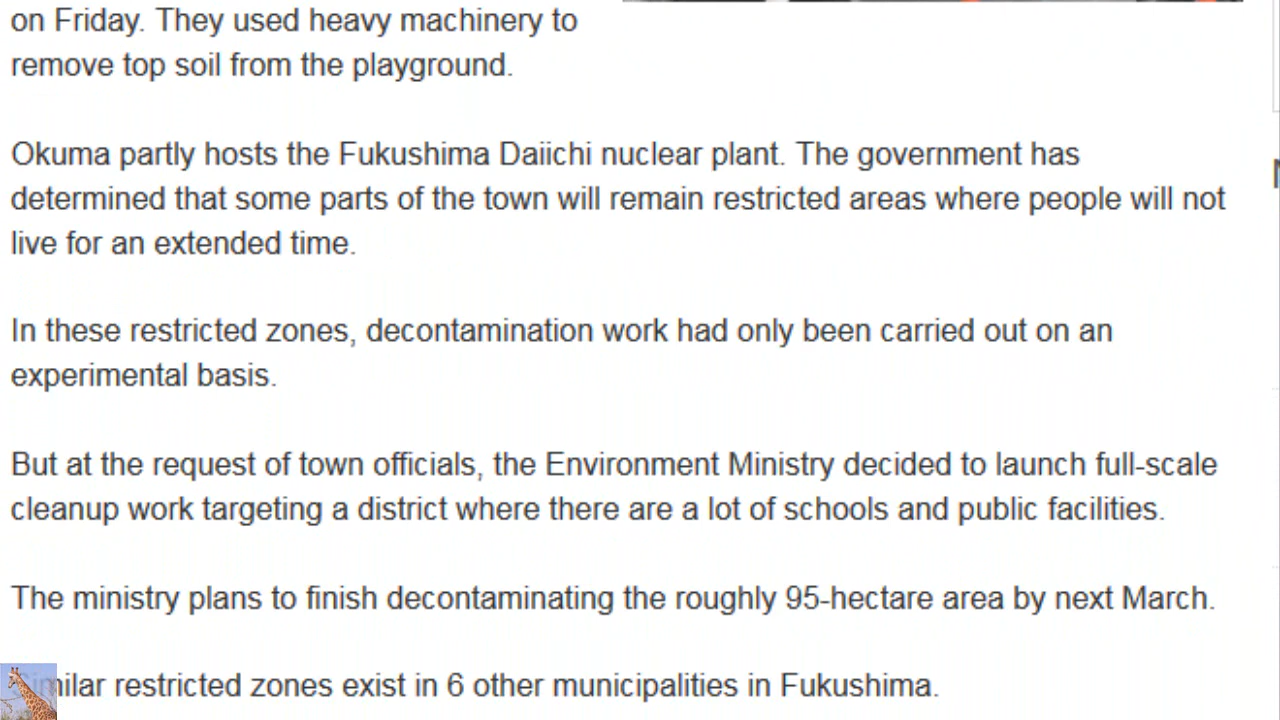 on Friday. They used heavy machinery to
remove top soil from the playground.
Okuma partly hosts the Fukushima Daiichi nuclear plant. The government has
determined that some parts of the town will remain restricted areas where people will not
live for an extended time.
In these restricted zones, decontamination work had only been carried out on an
experimental basis.
But at the request of town officials, the Environment Ministry decided to launch full-scale
cleanup work targeting a district where there are a lot of schools and public facilities.
The ministry plans to finish decontaminating the roughly 95-hectare area by next March.
Similar restricted zones exist in 6 other municipalities in Fukushima.